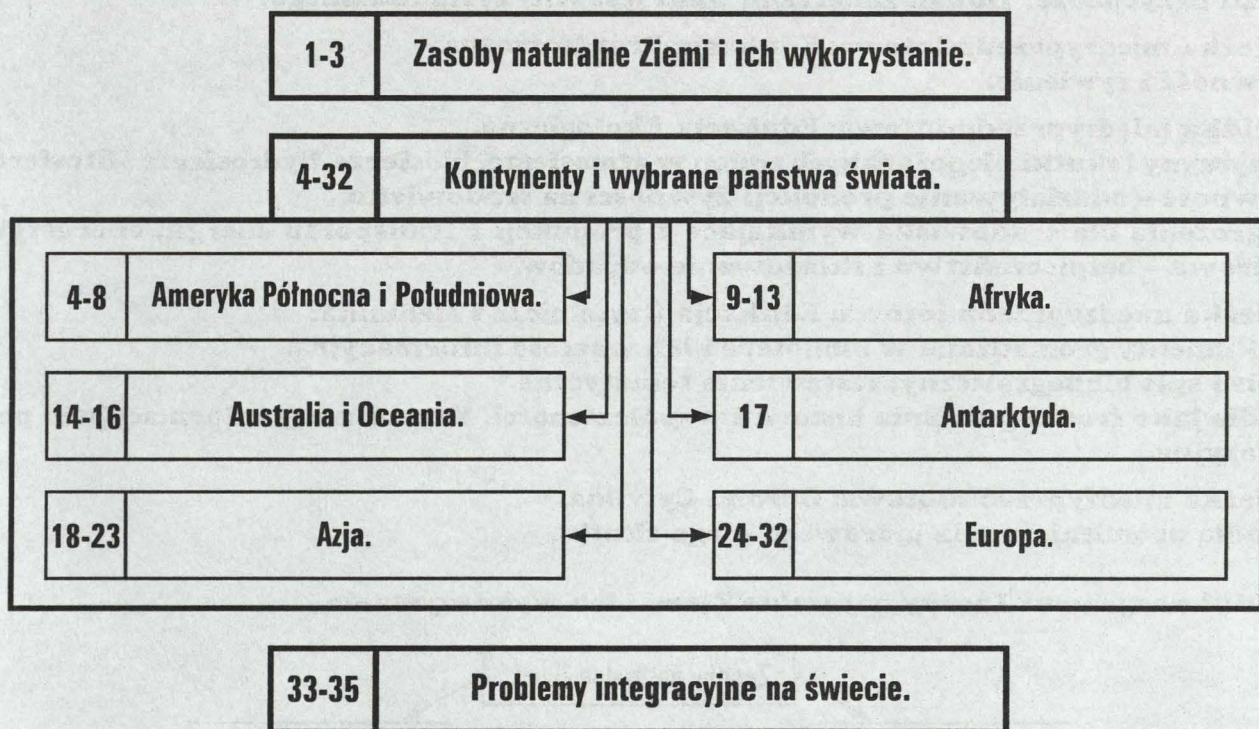 1-3 Zasoby naturalne Ziemi i ich wykorzystanie.
4-32 Kontynenty i wybrane państwa świata.
4-8 Ameryka Północna i Południowa.
9-13 Afryka.
14-16 Australia i Oceania.
17 Antarktyda.
18-23 Azja.
24-32 Europa.
33-35 Problemy integracyjne na świecie.